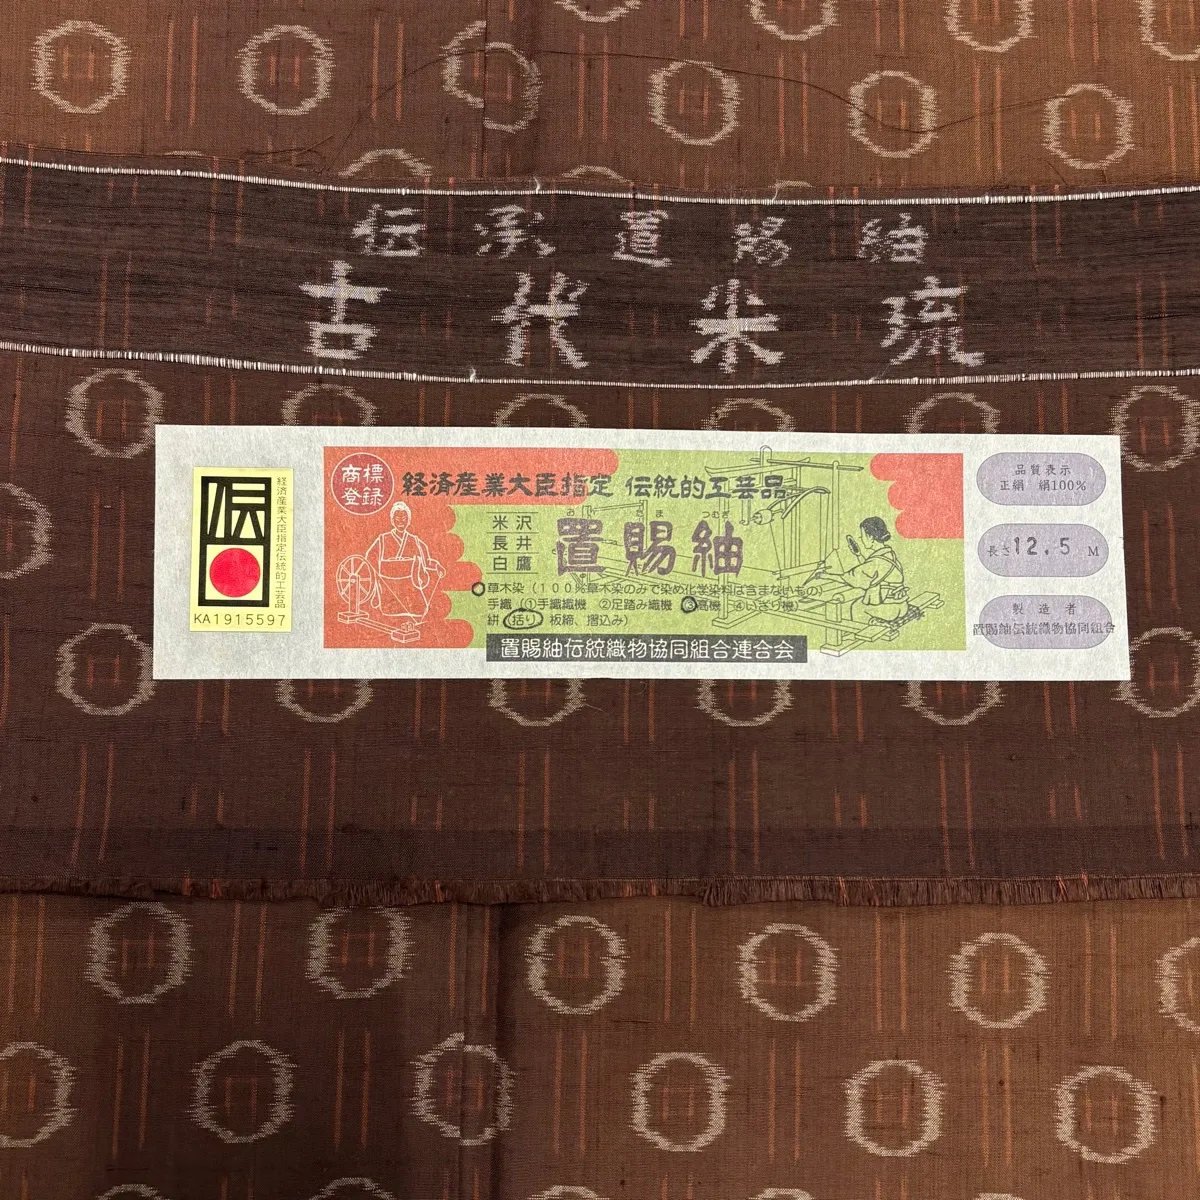 伝承置賜紬
古代米琉
伝
経済産業大臣指定伝統的工芸品
KA1915597
商標
登録
経済産業大臣指定 伝統的工芸品
米沢
長井
白鷹
おいたま つむぎ
置賜紬
草木染(100%草木染のみで染め化学染料は含まないもの)
手織(①手織織機 ②足踏み織機 ③高機 ④いざり機)
絣(括り、板締、摺込み)
置賜紬伝統織物協同組合連合会
品質表示
正絹 絹100%
長さ12.5M
製造者
置賜紬伝統織物協同組合